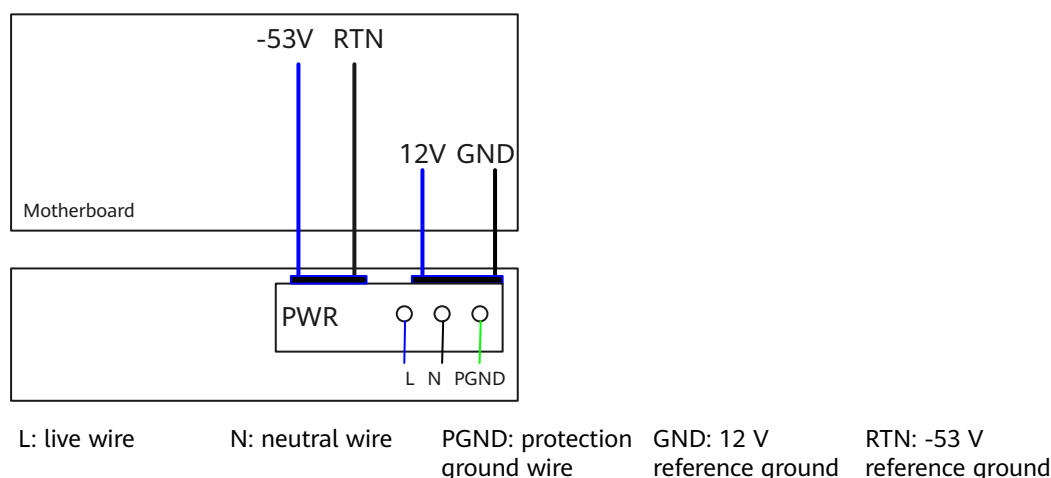 -53V RTN
12V GND
Motherboard
PWR
L N PGND
L: live wire
N: neutral wire
PGND: protection
ground wire
GND: 12 V
reference ground
RTN: -53 V
reference ground